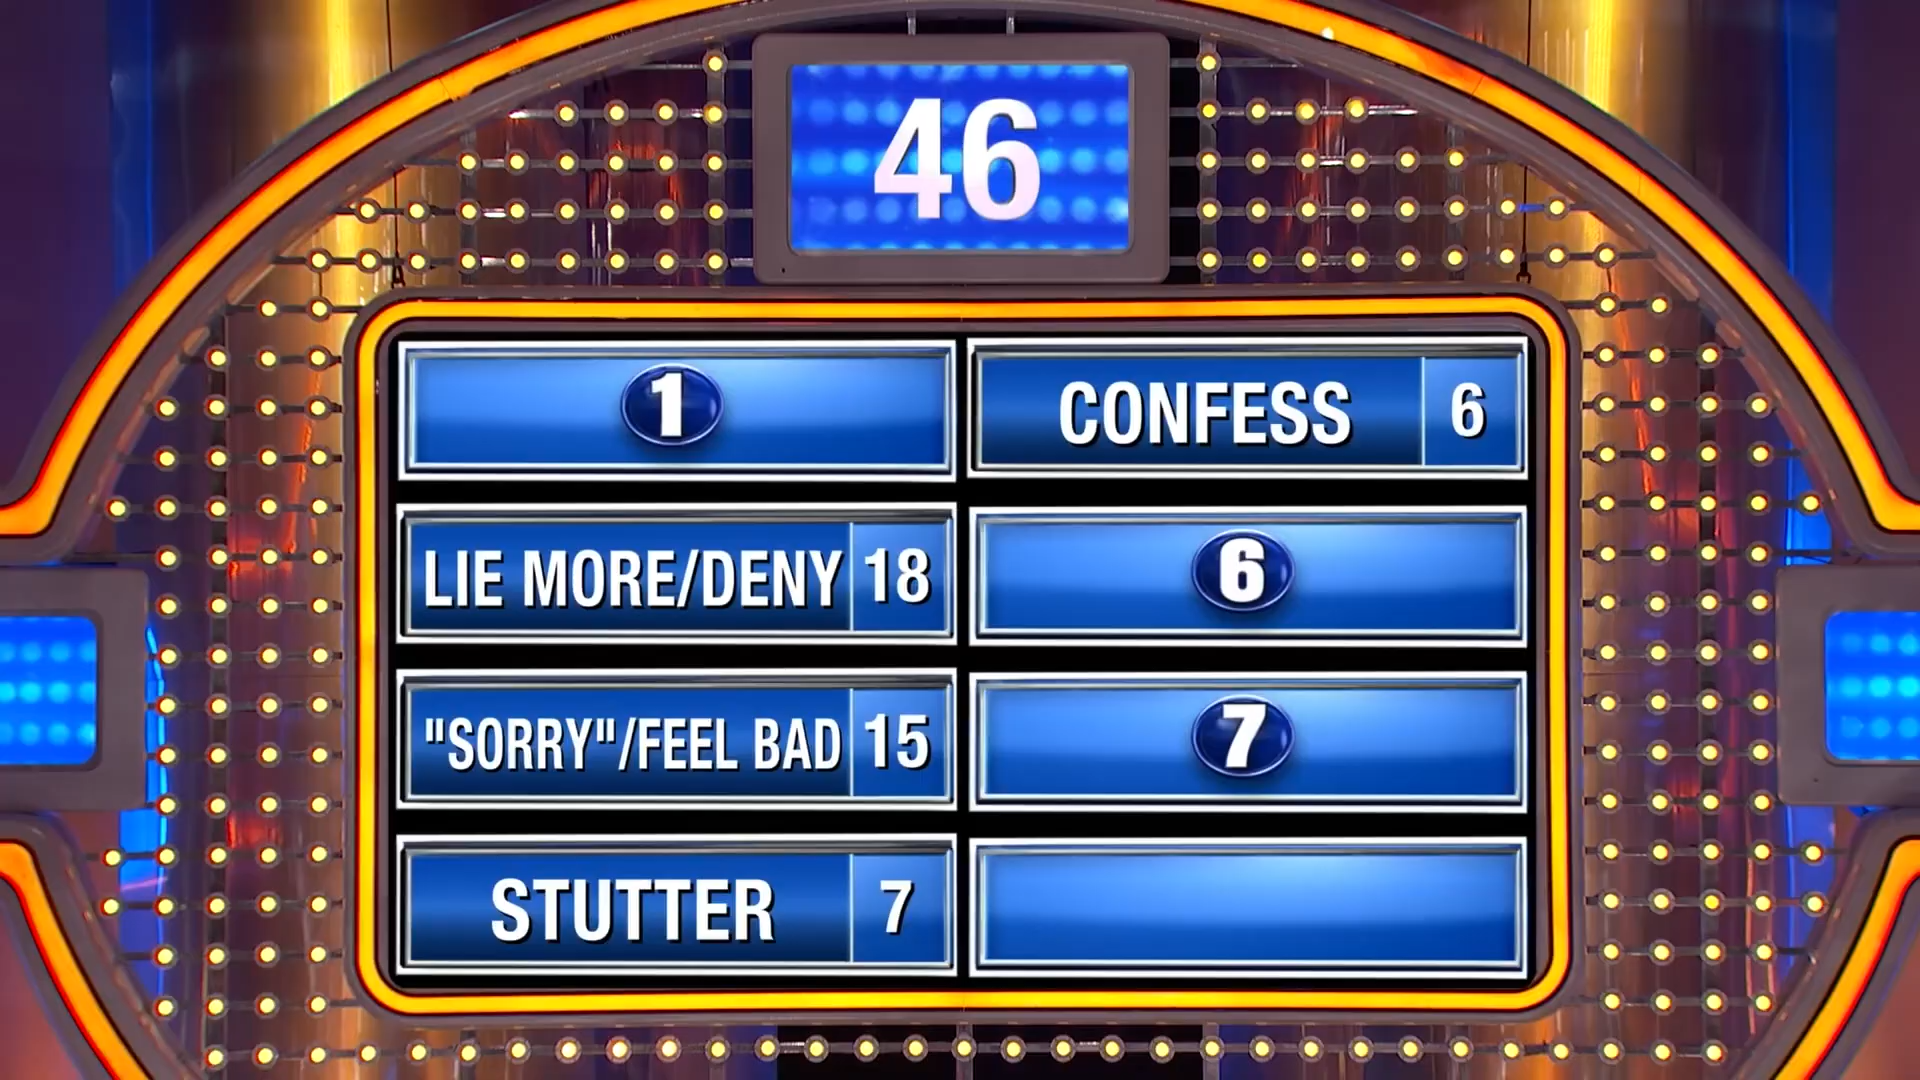 46
1
CONFESS 6
LIE MORE/DENY 18
6
"SORRY"/FEEL BAD 15
7
STUTTER 7